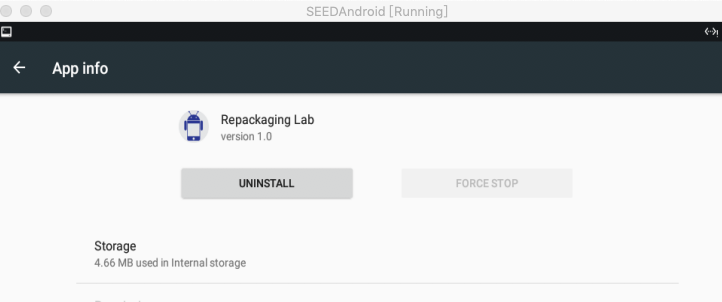 SEEDAndroid [Running]
App info
Repackaging Lab
version 1.0
UNINSTALL
FORCE STOP
Storage
4.66 MB used in Internal storage